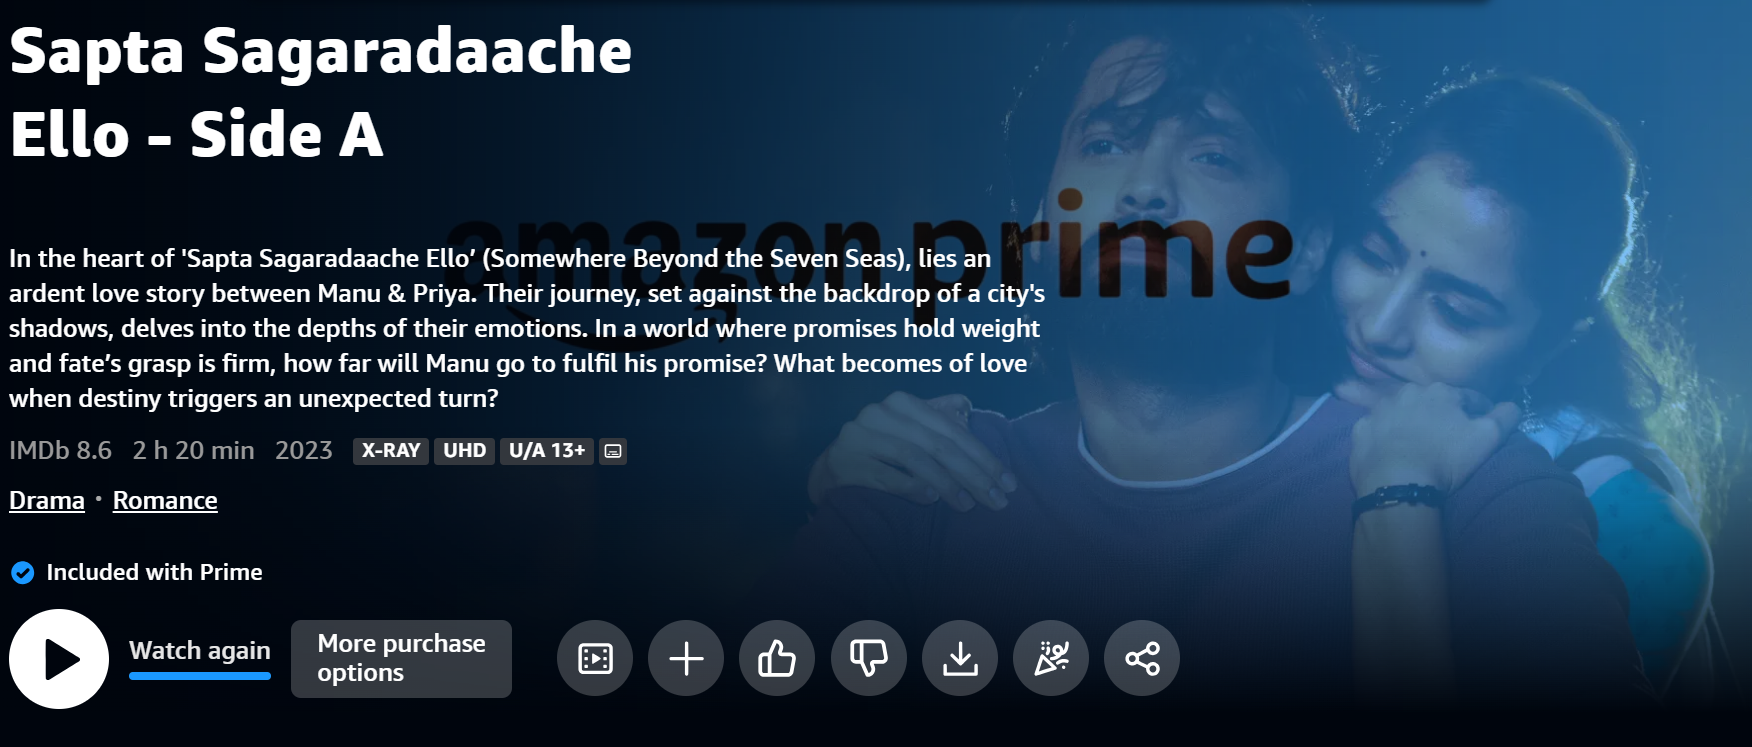 Sapta Sagaradaache
Ello - Side A
amazon prime
In the heart of 'Sapta Sagaradaache Ello’ (Somewhere Beyond the Seven Seas), lies an
ardent love story between Manu & Priya. Their journey, set against the backdrop of a city's
shadows, delves into the depths of their emotions. In a world where promises hold weight
and fate’s grasp is firm, how far will Manu go to fulfil his promise? What becomes of love
when destiny triggers an unexpected turn?
IMDb 8.6 2 h 20 min 2023 X-RAY UHD U/A 13+
Drama • Romance
Included with Prime
Watch again
More purchase
options